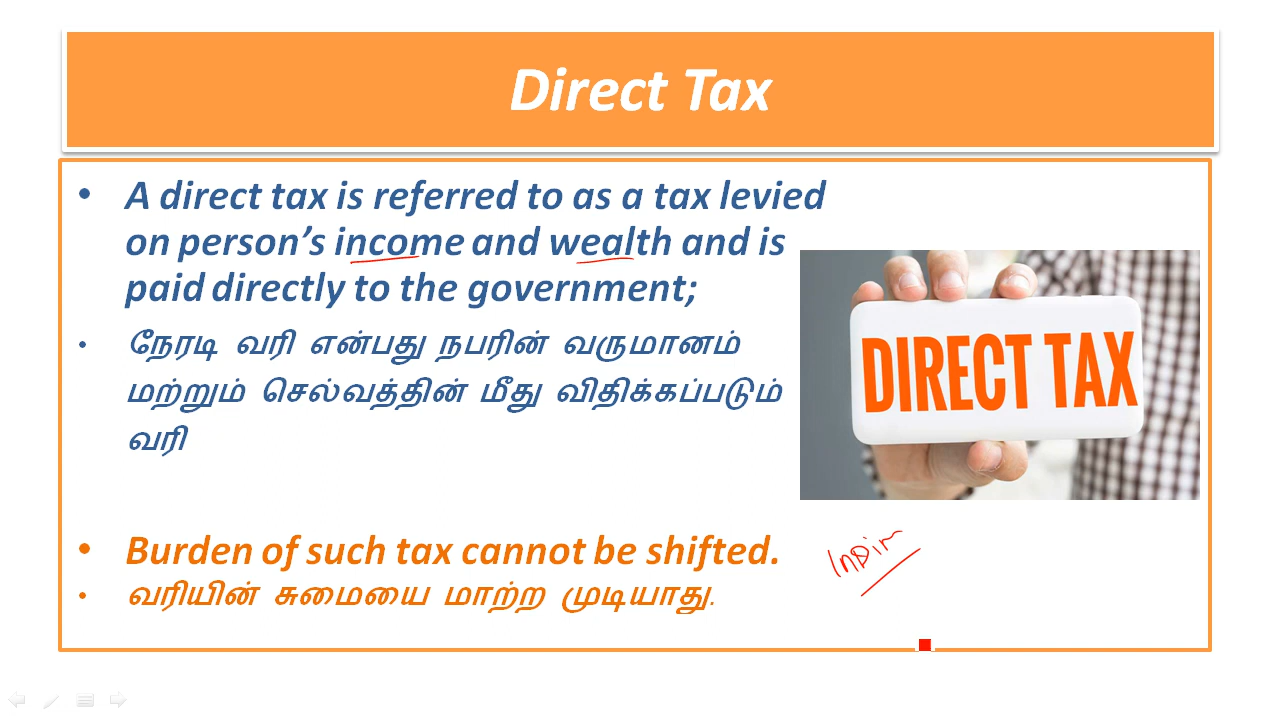 Direct Tax
• A direct tax is referred to as a tax levied
on person's income and wealth and is
paid directly to the government;
• நேரடி வரி என்பது நபரின் வருமானம்
மற்றும் செல்வத்தின் மீது விதிக்கப்படும்
வரி
DIRECT TAX
• Burden of such tax cannot be shifted.
• வரியின் சுமையை மாற்ற முடியாது.